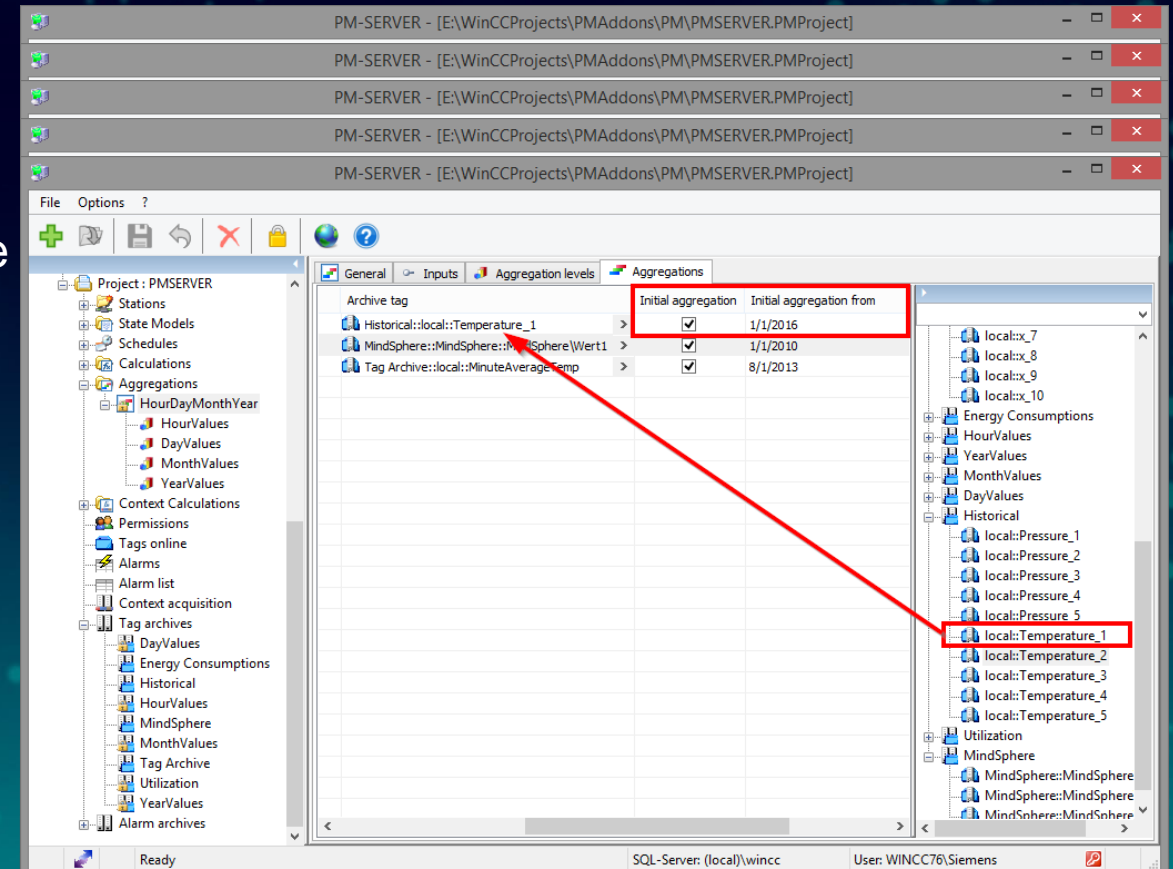 PM-SERVER - [E:\WinCCProjects\PMAddons\PM\PMSERVER.PMProject]
PM-SERVER - [E:\WinCCProjects\PMAddons\PM\PMSERVER.PMProject]
PM-SERVER - [E:\WinCCProjects\PMAddons\PM\PMSERVER.PMProject]
PM-SERVER - [E:\WinCCProjects\PMAddons\PM\PMSERVER.PMProject]
PM-SERVER - [E:\WinCCProjects\PMAddons\PM\PMSERVER.PMProject]
File Options ?
e
Project : PMSERVER
Stations
State Models
Schedules
Calculations
Aggregations
HourDayMonthYear
HourValues
DayValues
MonthValues
YearValues
Context Calculations
Permissions
Tags online
Alarms
Alarm list
Context acquisition
Tag archives
DayValues
Energy Consumptions
Historical
HourValues
MindSphere
MonthValues
Tag Archive
Utilization
YearValues
Alarm archives
General Inputs Aggregation levels Aggregations
Archive tag Initial aggregation Initial aggregation from
Historical::local::Temperature_1 > 1/1/2016
MindSphere::MindSphere::MindSphere\Wert1 > 1/1/2010
Tag Archive::local::MinuteAverageTemp > 8/1/2013
local::x_7
local::x_8
local::x_9
local::x_10
Energy Consumptions
HourValues
YearValues
MonthValues
DayValues
Historical
local::Pressure_1
local::Pressure_2
local::Pressure_3
local::Pressure_4
local::Pressure_5
local::Temperature_1
local::Temperature_2
local::Temperature_3
local::Temperature_4
local::Temperature_5
Utilization
MindSphere
MindSphere::MindSphere
MindSphere::MindSphere
MindSphere::MindSphere
Ready SQL-Server: (local)\wincc User: WINCC76\Siemens